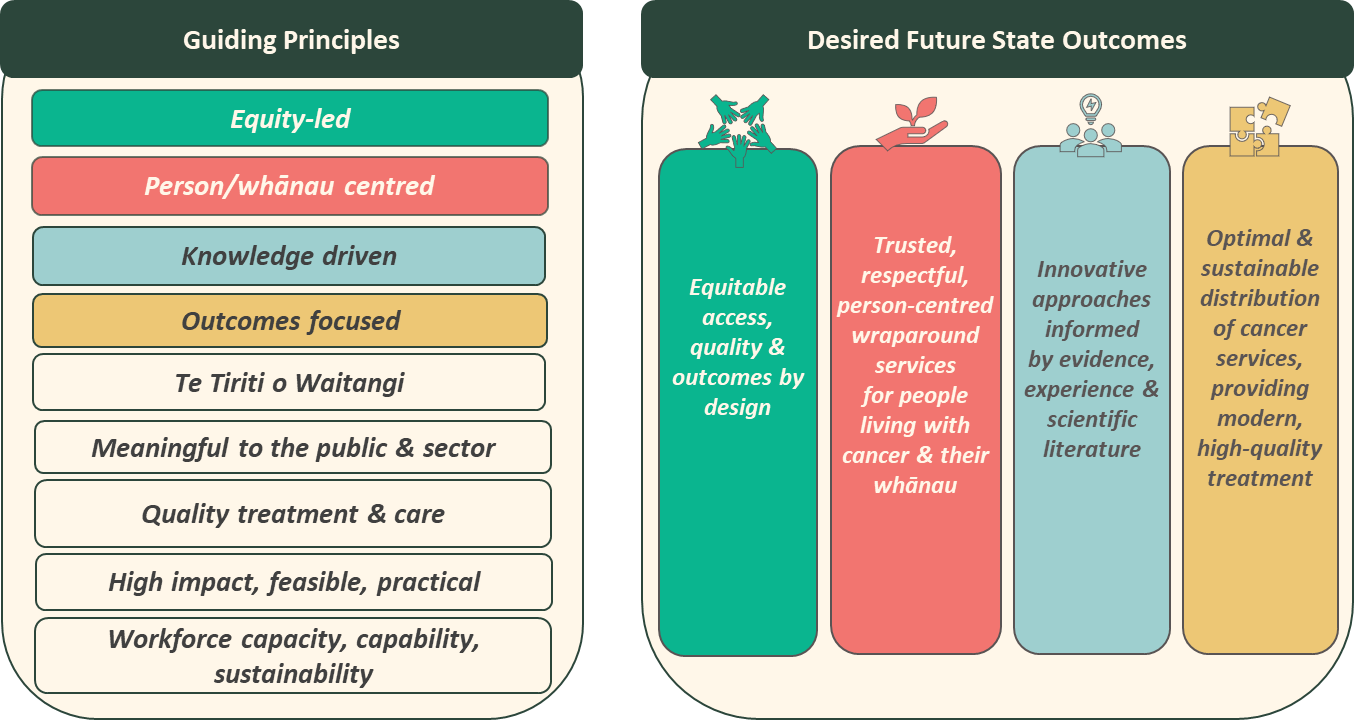 Guiding Principles
Equity-led
Person/whānau centred
Knowledge driven
Outcomes focused
Te Tiriti o Waitangi
Meaningful to the public & sector
Quality treatment & care
High impact, feasible, practical
Workforce capacity, capability,
sustainability
Desired Future State Outcomes
Equitable
access,
quality &
outcomes by
design
Trusted,
respectful,
person-centred
wraparound
services
for people
living with
cancer & their
whānau
Innovative
approaches
informed
by evidence,
experience &
scientific
literature
Optimal &
sustainable
distribution
of cancer
services,
providing
modern,
high-quality
treatment